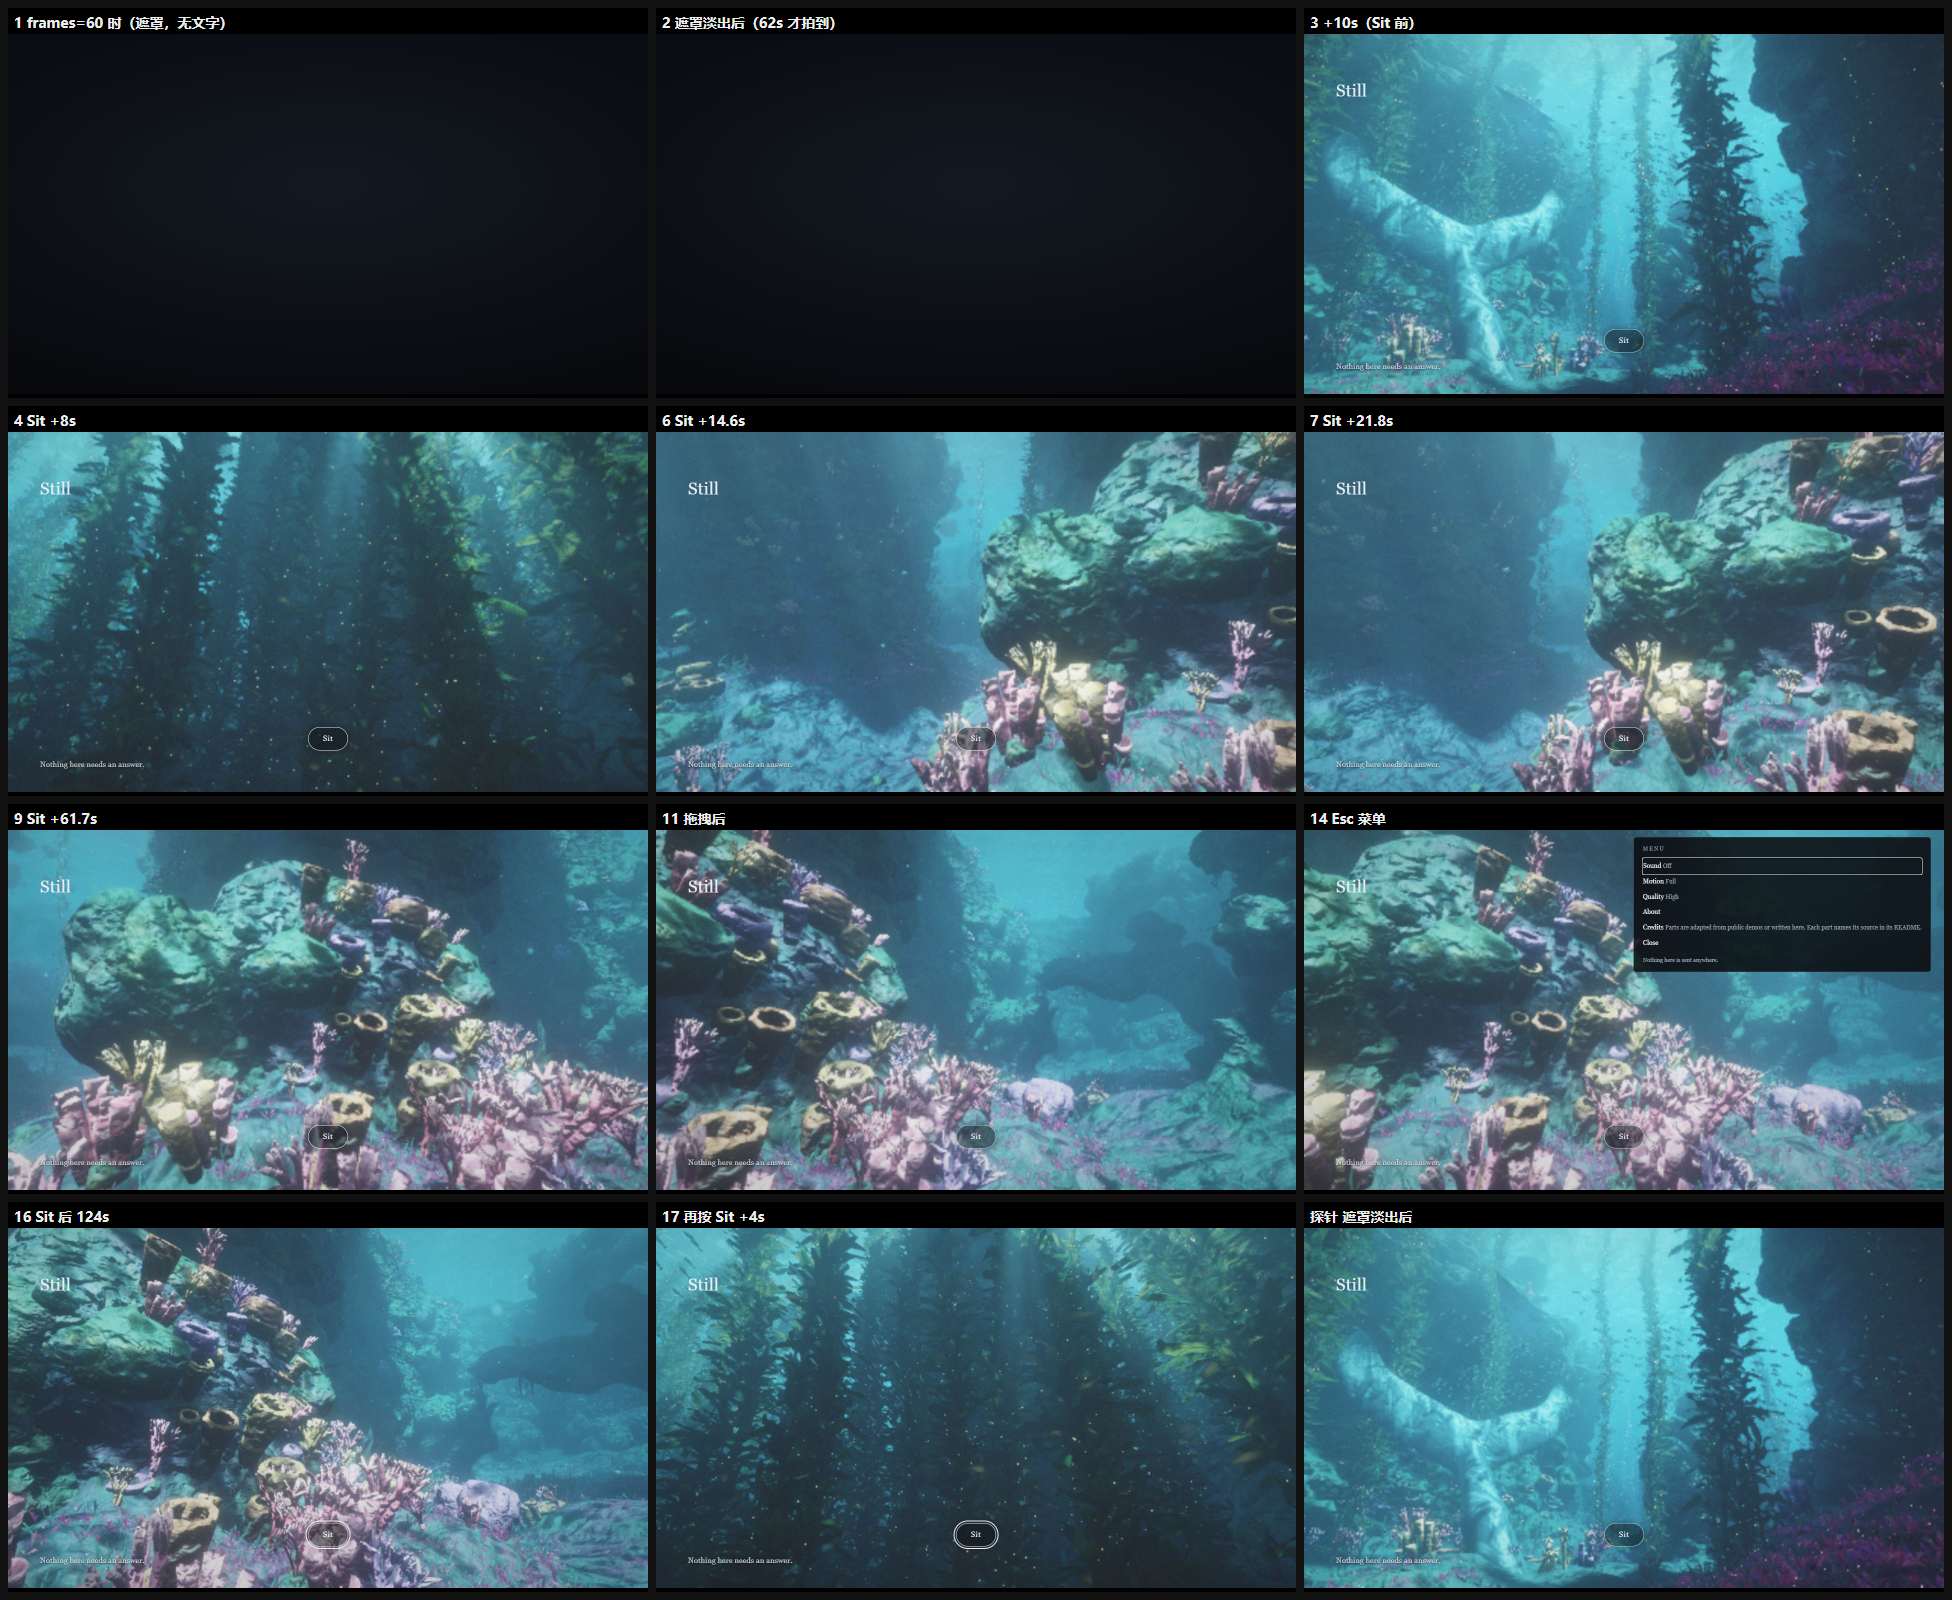 1 frames=60 时（遮罩，无文字）
2 遮罩淡出后（62s 才拍到）
3 +10s（Sit 前）
Still
Sit
Nothing here needs an answer.
4 Sit +8s
Still
Sit
Nothing here needs an answer.
6 Sit +14.6s
Still
Sit
Nothing here needs an answer.
7 Sit +21.8s
Still
Sit
Nothing here needs an answer.
9 Sit +61.7s
Still
Sit
Nothing here needs an answer.
11 拖拽后
Still
Sit
Nothing here needs an answer.
14 Esc 菜单
Still
MENU
Sound Off
Motion Full
Quality High
About
Credits Parts are adapted from public demos or written here. Each part names its source in its README.
Close
Nothing here is sent anywhere.
Sit
Nothing here needs an answer.
16 Sit 后 124s
Still
Sit
Nothing here needs an answer.
17 再按 Sit +4s
Still
Sit
Nothing here needs an answer.
探针 遮罩淡出后
Still
Sit
Nothing here needs an answer.